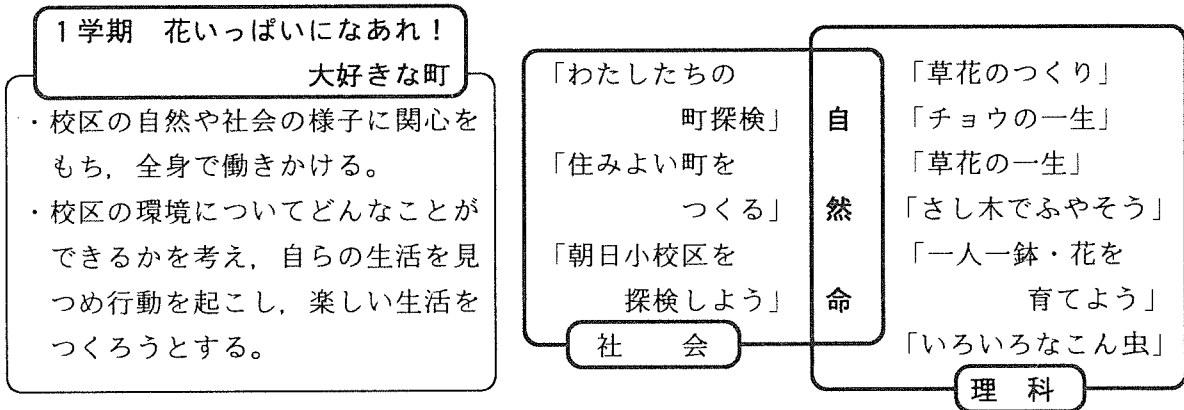 1学期 花いっぱいになあれ！
大好きな町
・校区の自然や社会の様子に関心を
もち，全身で働きかける。
・校区の環境についてどんなことが
できるかを考え，自らの生活を見
つめ行動を起こし，楽しい生活を
つくろうとする。
「わたしたちの
町探検」
「住みよい町を
つくる」
「朝日小校区を
探検しよう」
社 会
自
然
命
「草花のつくり」
「チョウの一生」
「草花の一生」
「さし木でふやそう」
「一人一鉢・花を
育てよう」
「いろいろなこん虫」
理 科